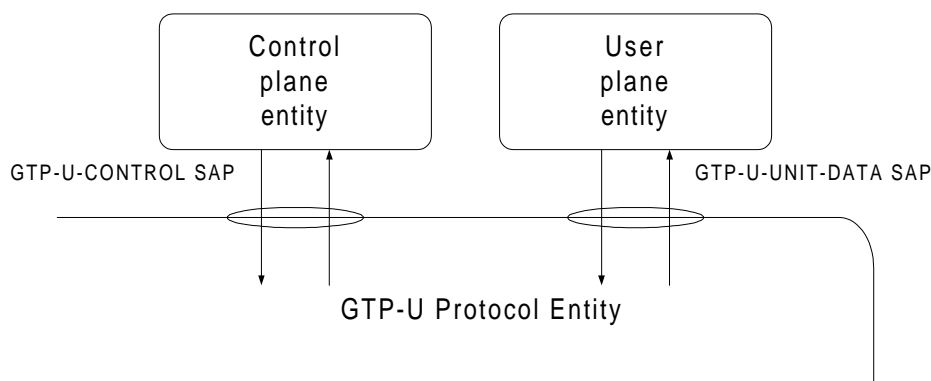 Control
plane
entity
User
plane
entity
GTP-U-CONTROL SAP
GTP-U-UNIT-DATA SAP
GTP-U Protocol Entity